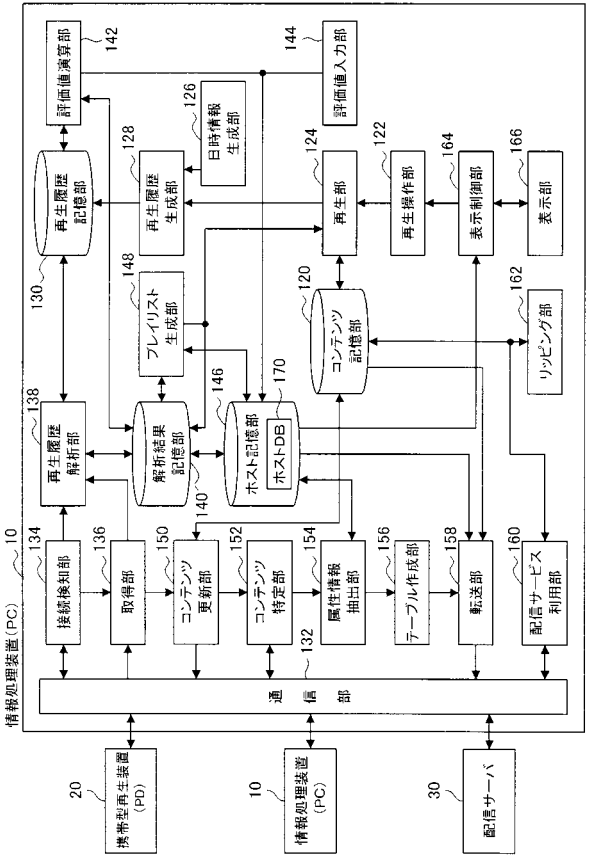 情報処理装置(PC)
10
134
接続検知部
138
再生履歴
解析部
130
再生履歴
記憶部
142
評価値演算部
136
取得部
140
解析結果
記憶部
148
プレイリスト
生成部
128
再生履歴
生成部
126
日時情報
生成部
144
評価値入力部
150
コンテンツ
更新部
146
ホスト記憶部
170
ホストDB
120
コンテンツ
記憶部
124
再生部
152
コンテンツ
特定部
122
再生操作部
154
属性情報
抽出部
164
表示制御部
156
テーブル作成部
166
表示部
158
転送部
162
リッピング部
160
配信サービス
利用部
132
通信部
20
携帯型再生装置
(PD)
10
情報処理装置
(PC)
30
配信サーバ